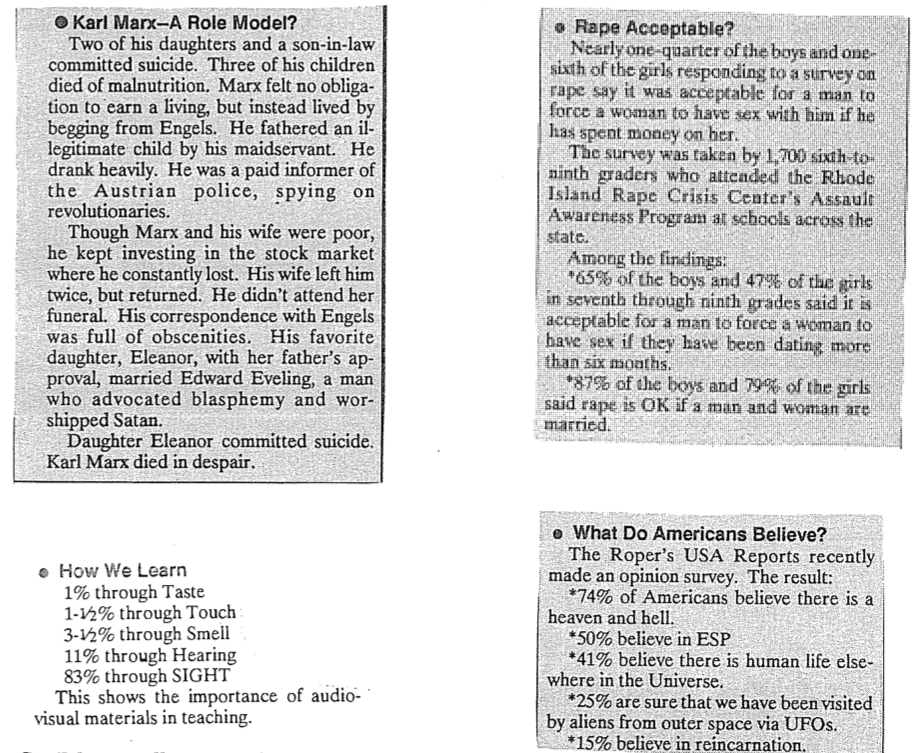 ● Karl Marx–A Role Model?
Two of his daughters and a son-in-law
committed suicide. Three of his children
died of malnutrition. Marx felt no obliga-
tion to earn a living, but instead lived by
begging from Engels. He fathered an il-
legitimate child by his maidservant. He
drank heavily. He was a paid informer of
the Austrian police, spying on
revolutionaries.
Though Marx and his wife were poor,
he kept investing in the stock market
where he constantly lost. His wife left him
twice, but returned. He didn't attend her
funeral. His correspondence with Engels
was full of obscenities. His favorite
daughter, Eleanor, with her father's ap-
proval, married Edward Eveling, a man
who advocated blasphemy and wor-
shipped Satan.
Daughter Eleanor committed suicide.
Karl Marx died in despair.
● Rape Acceptable?
Nearly one-quarter of the boys and one-
sixth of the girls responding to a survey on
rape say it was acceptable for a man to
force a woman to have sex with him if he
has spent money on her.
The survey was taken by 1,700 sixth-to-
ninth graders who attended the Rhode
Island Rape Crisis Center's Assault
Awareness Program at schools across the
state.
Among the findings:
*65% of the boys and 47% of the girls
in seventh through ninth grades said it is
acceptable for a man to force a woman to
have sex if they have been dating more
than six months.
*87% of the boys and 79% of the girls
said rape is OK if a man and woman are
married.
● How We Learn
1% through Taste
1-½% through Touch
3-½% through Smell
11% through Hearing
83% through SIGHT
This shows the importance of audio-
visual materials in teaching.
● What Do Americans Believe?
The Roper's USA Reports recently
made an opinion survey. The result:
*74% of Americans believe there is a
heaven and hell.
*50% believe in ESP
*41% believe there is human life else-
where in the Universe.
*25% are sure that we have been visited
by aliens from outer space via UFOs.
*15% believe in reincarnation.